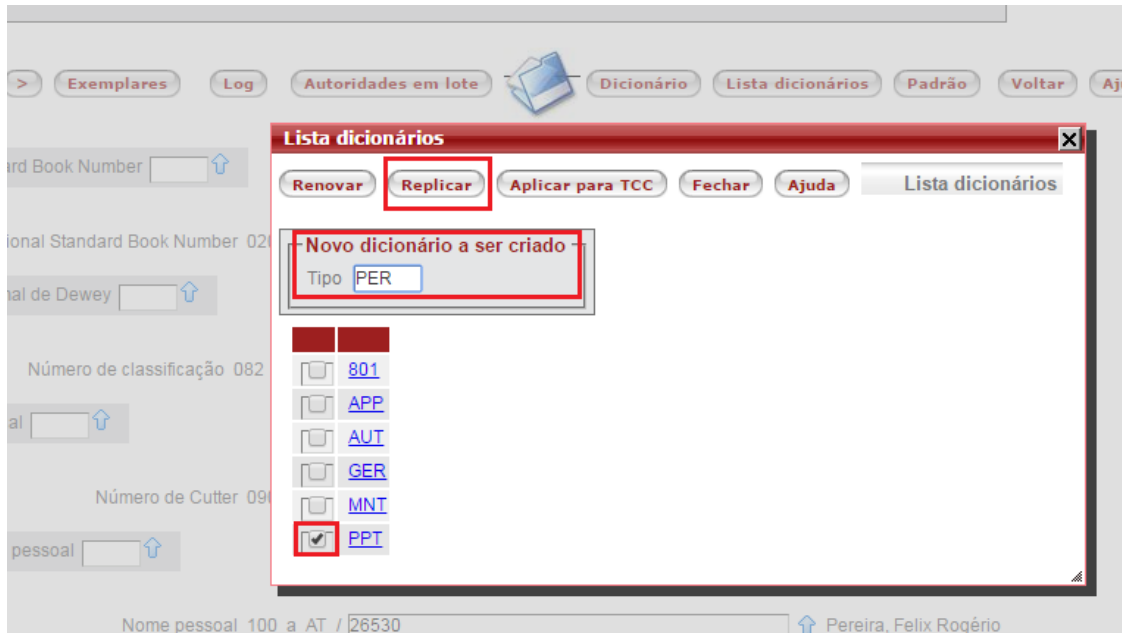 > Exemplares Log Autoridades em lote Dicionário Lista dicionários Padrão Voltar
Lista dicionários
Renovar Replicar Aplicar para TCC Fechar Ajuda Lista dicionários
Book Number
ional Standard Book Number
Novo dicionário a ser criado
Tipo PER
de Dewey
801
Número de classificação 082
APP
al
AUT
GER
Número de Cutter
MNT
PPT
pessoal
Nome pessoal 100 a AT / 26530 Pereira, Felix Rogério